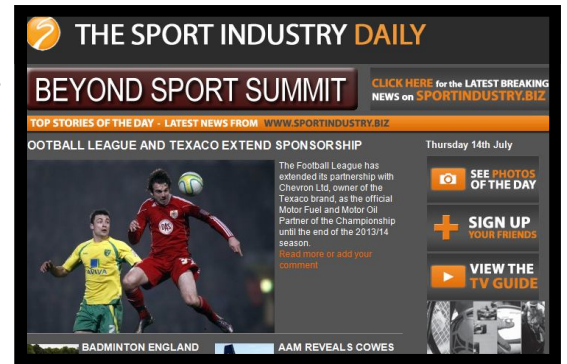 THE SPORT INDUSTRY DAILY
BEYOND SPORT SUMMIT
CLICK HERE for the LATEST BREAKING
NEWS on SPORTINDUSTRY.BIZ
TOP STORIES OF THE DAY - LATEST NEWS FROM WWW.SPORTINDUSTRY.BIZ
OOTBALL LEAGUE AND TEXACO EXTEND SPONSORSHIP
Thursday 14th July
The Football League has
extended its partnership with
Chevron Ltd, owner of the
Texaco brand, as the official
Motor Fuel and Motor Oil
Partner of the Championship
until the end of the 2013/14
season.
Read more or add your
comment
AVIVA
SEE PHOTOS
OF THE DAY
SIGN UP
YOUR FRIENDS
VIEW THE
TV GUIDE
BADMINTON ENGLAND
AAM REVEALS COWES